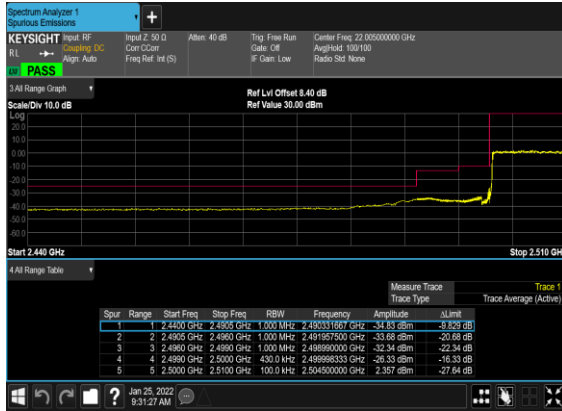 Spectrum Analyzer 1
Spurious Emissions
KEYSIGHT Input: RF Input Z: 50 Ω Atten: 40 dB Trig: Free Run Center Freq: 22.005000000 GHz
RL Coupling: DC Corr CCorr Gate: Off Avg|Hold: 100/100
Align: Auto Freq Ref: Int (S) IF Gain: Low Radio Std: None
PASS
3 All Range Graph
Ref Lvl Offset 8.40 dB
Scale/Div 10.0 dB Ref Value 30.00 dBm
Log
20.0
10.0
0.00
-10.0
-20.0
-30.0
-40.0
-50.0
-60.0
Start 2.440 GHz Stop 2.510 GH
4 All Range Table
Measure Trace Trace 1
Trace Type Trace Average (Active)
Spur Range Start Freq Stop Freq RBW Frequency Amplitude ΔLimit
1 1 2.4400 GHz 2.4905 GHz 1.000 MHz 2.490331667 GHz -34.83 dBm -9.829 dB
2 2 2.4905 GHz 2.4960 GHz 1.000 MHz 2.491957500 GHz -33.68 dBm -20.68 dB
3 3 2.4960 GHz 2.4990 GHz 1.000 MHz 2.498990000 GHz -32.34 dBm -22.34 dB
4 4 2.4990 GHz 2.5000 GHz 430.0 kHz 2.499998333 GHz -26.33 dBm -16.33 dB
5 5 2.5000 GHz 2.5100 GHz 100.0 kHz 2.504500000 GHz 2.357 dBm -27.64 dB
Jan 25, 2022
9:31:27 AM